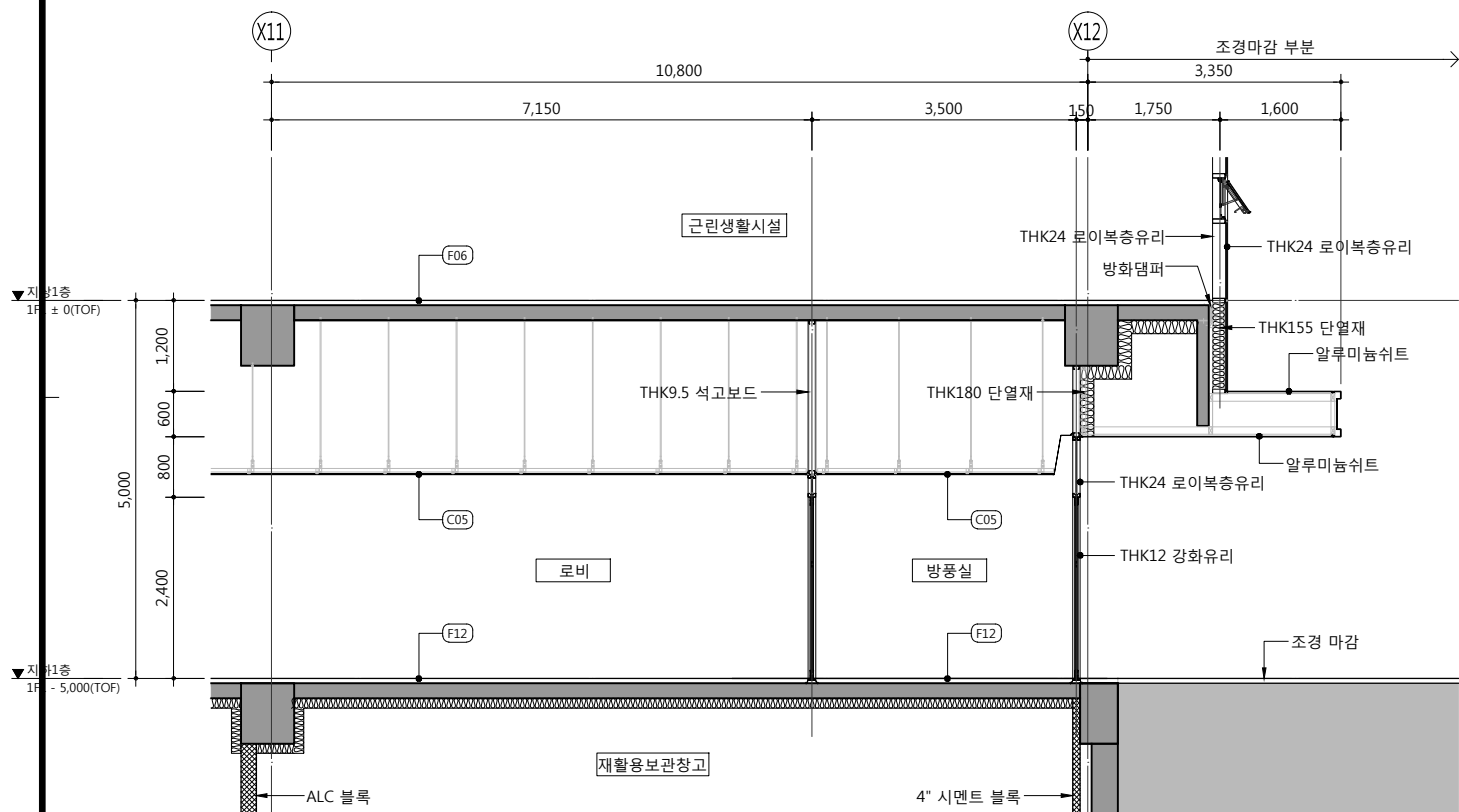 X11
X12
조경마감 부분
10,800
3,350
7,150
3,500
150
1,750
1,600
근린생활시설
THK24 로이복층유리
THK24 로이복층유리
F06
방화댐퍼
지상1층
1FL ± 0(TOF)
THK155 단열재
1,200
알루미늄쉬트
THK9.5 석고보드
THK180 단열재
600
800
5,000
알루미늄쉬트
THK24 로이복층유리
C05
C05
THK12 강화유리
로비
방풍실
2,400
F12
F12
조경 마감
지하1층
- 5,000(TOF)
재활용보관창고
ALC 블록
4" 시멘트 블록